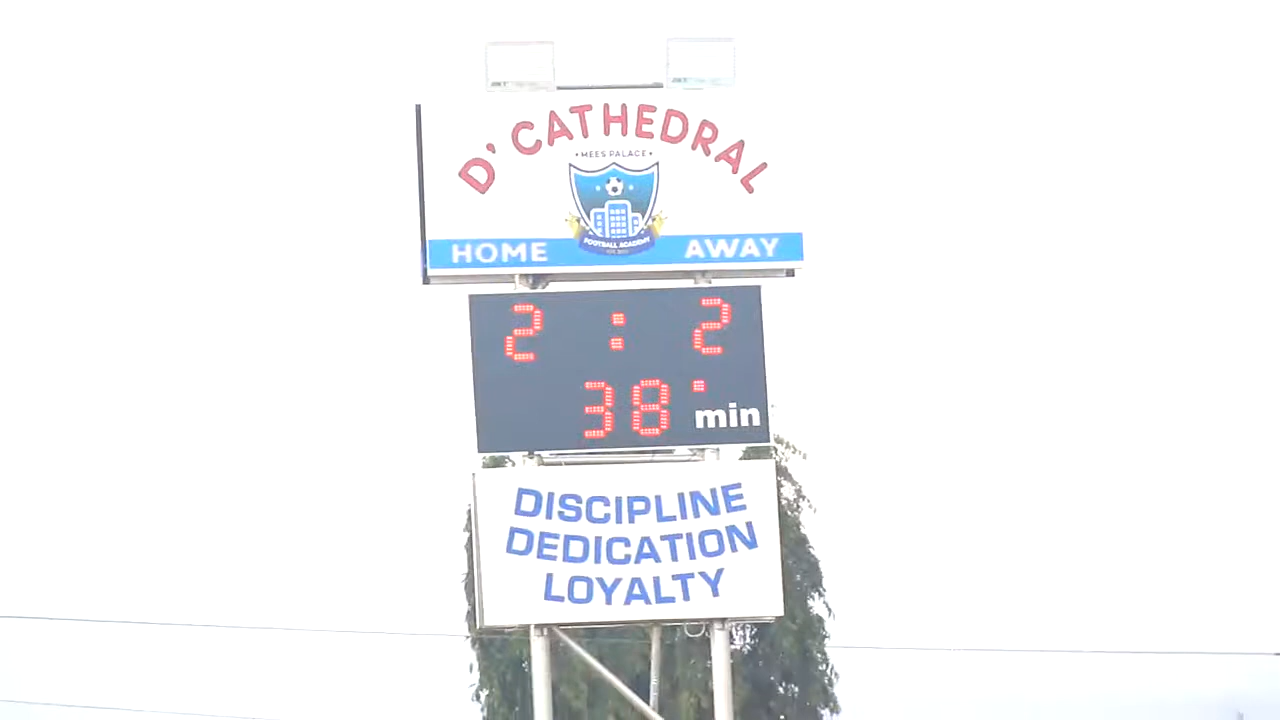 D' CATHEDRAL
• MEES PALACE •
FOOTBALL ACADEMY
HOME AWAY
2 : 2
38 min
DISCIPLINE
DEDICATION
LOYALTY